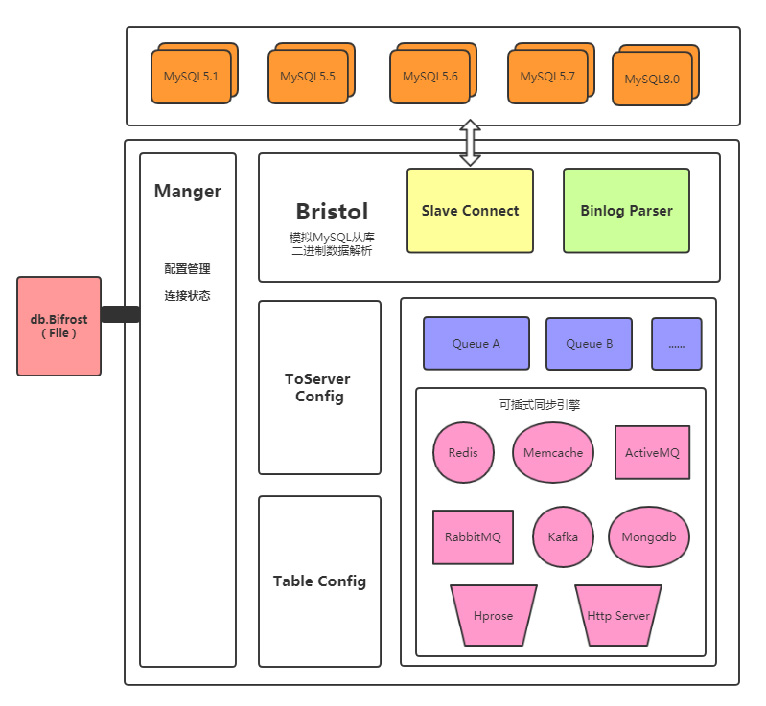 MySQL5.1
MySQL5.5
MySQL5.6
MySQL5.7
MySQL8.0
Manger
配置管理
连接状态
db.Bifrost
( File )
Bristol
模拟MySQL从库
二进制数据解析
Slave Connect
Binlog Parser
ToServer
Config
Table Config
Queue A
Queue B
......
可插式同步引擎
Redis
Memcache
ActiveMQ
RabbitMQ
Kafka
Mongodb
Hprose
Http Server